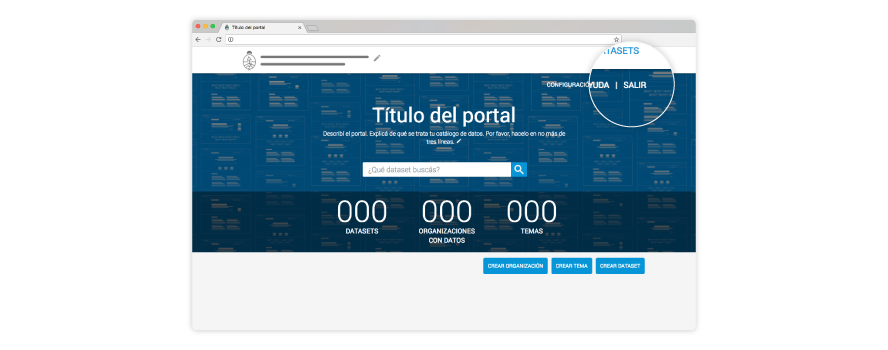 Título del portal
TASETS
CONFIGURACIÓ
YUDA | SALIR
Título del portal
Describí el portal. Explicá de qué se trata tu catálogo de datos. Por favor, hacelo en no más de
tres líneas.
¿Qué dataset buscás?
000 000 000
DATASETS ORGANIZACIONES TEMAS
CON DATOS
CREAR ORGANIZACIÓN CREAR TEMA CREAR DATASET